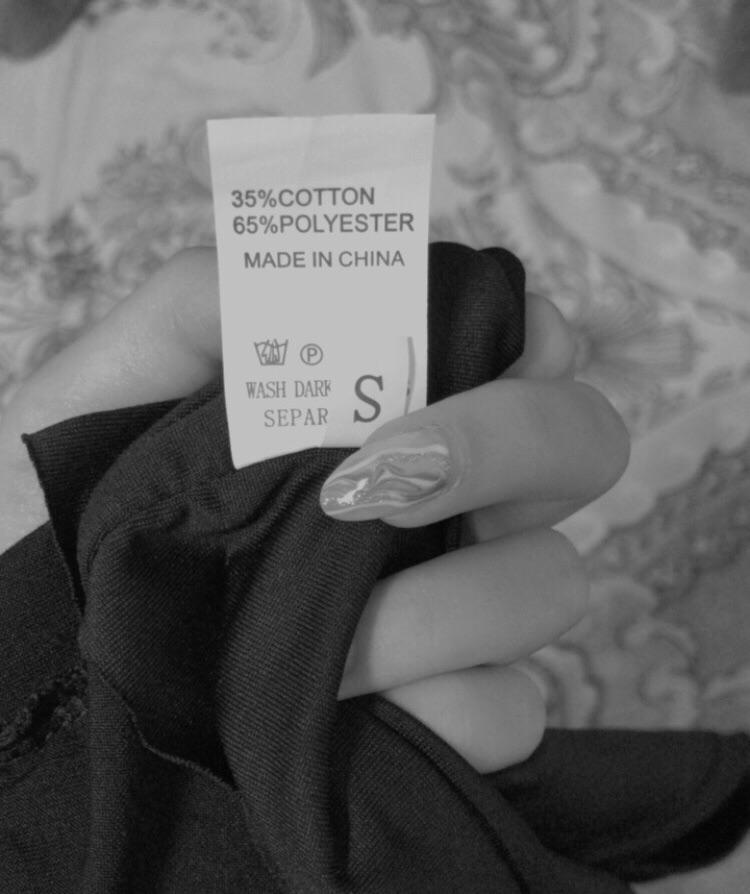 35%COTTON
65%POLYESTER
MADE IN CHINA
P
WASH DARK
SEPAR
S